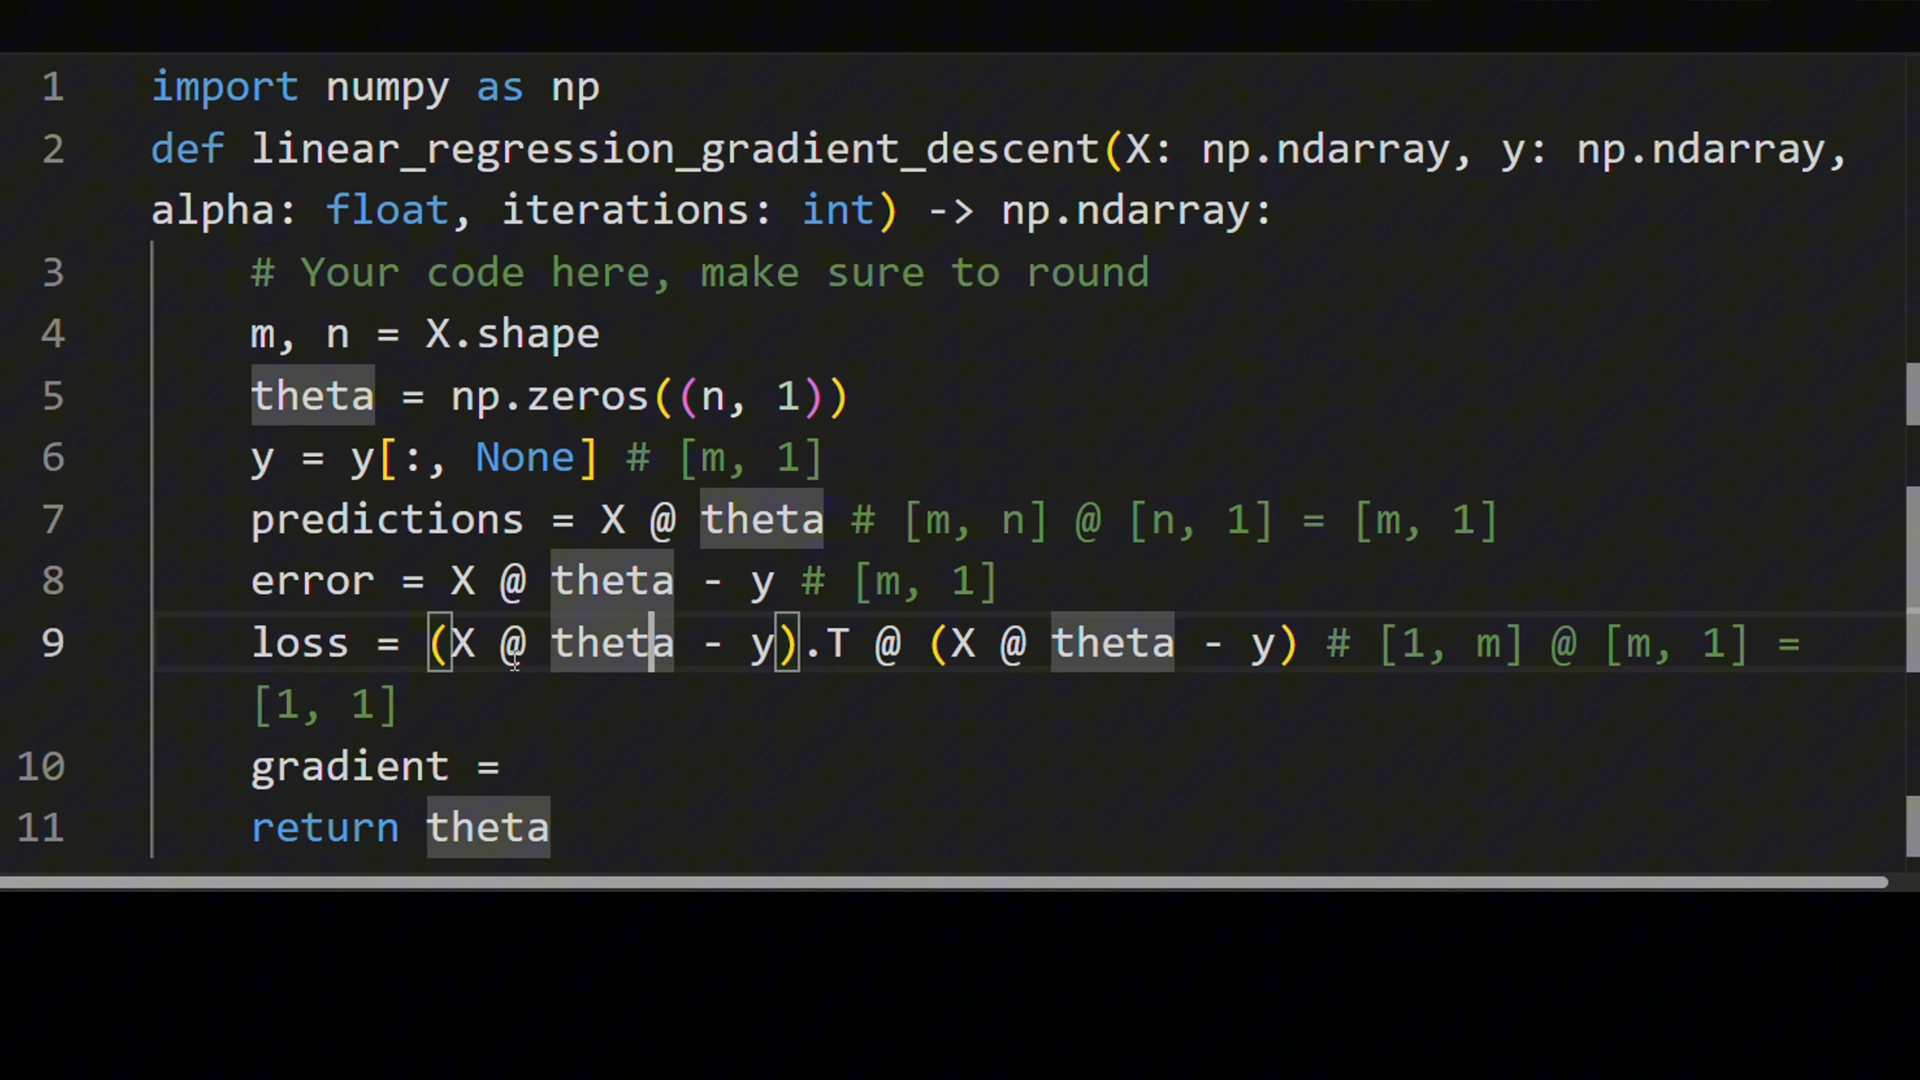 1 import numpy as np
2 def linear_regression_gradient_descent(X: np.ndarray, y: np.ndarray,
alpha: float, iterations: int) -> np.ndarray:
3 # Your code here, make sure to round
4 m, n = X.shape
5 theta = np.zeros((n, 1))
6 y = y[:, None] # [m, 1]
7 predictions = X @ theta # [m, n] @ [n, 1] = [m, 1]
8 error = X @ theta - y # [m, 1]
9 loss = (X @ theta - y).T @ (X @ theta - y) # [1, m] @ [m, 1] =
[1, 1]
10 gradient =
11 return theta